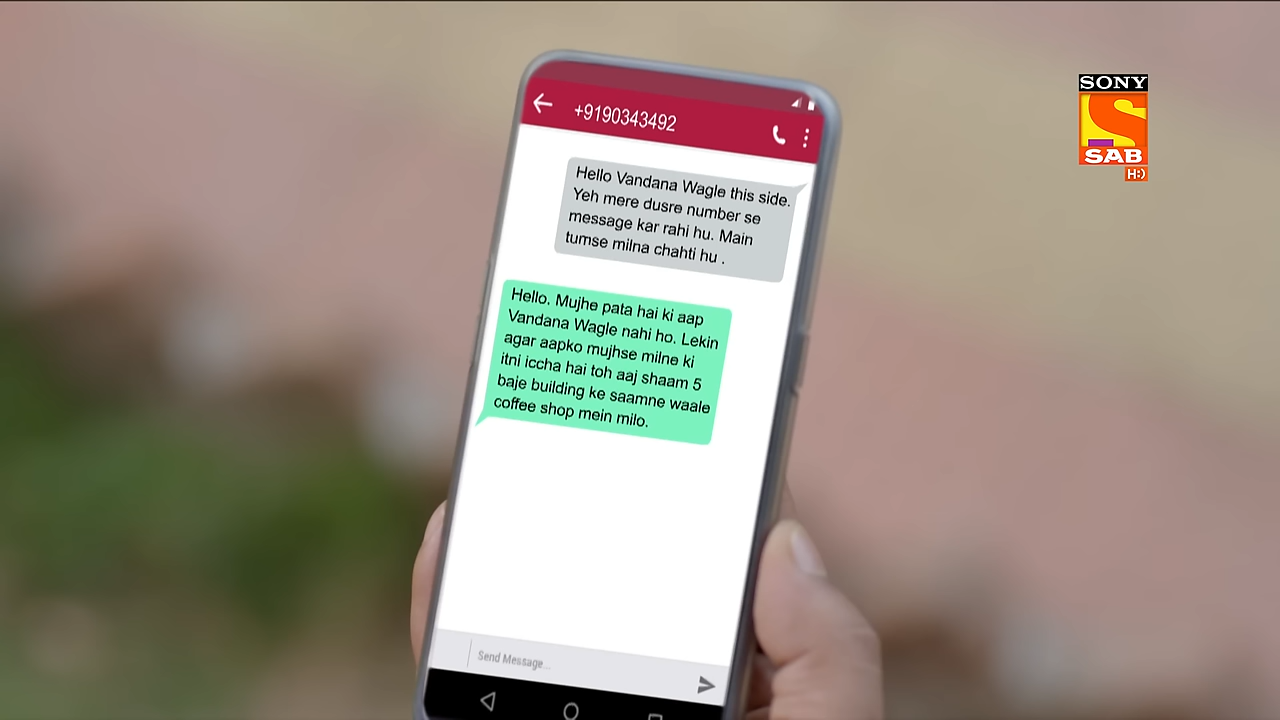 SONY
SAB
HD
+9190343492
Hello Vandana Wagle this side.
Yeh mere dusre number se
message kar rahi hu. Main
tumse milna chahti hu .
Hello. Mujhe pata hai ki aap
Vandana Wagle nahi ho. Lekin
agar aapko mujhse milne ki
itni iccha hai toh aaj shaam 5
baje building ke saamne waale
coffee shop mein milo.
Send Message...